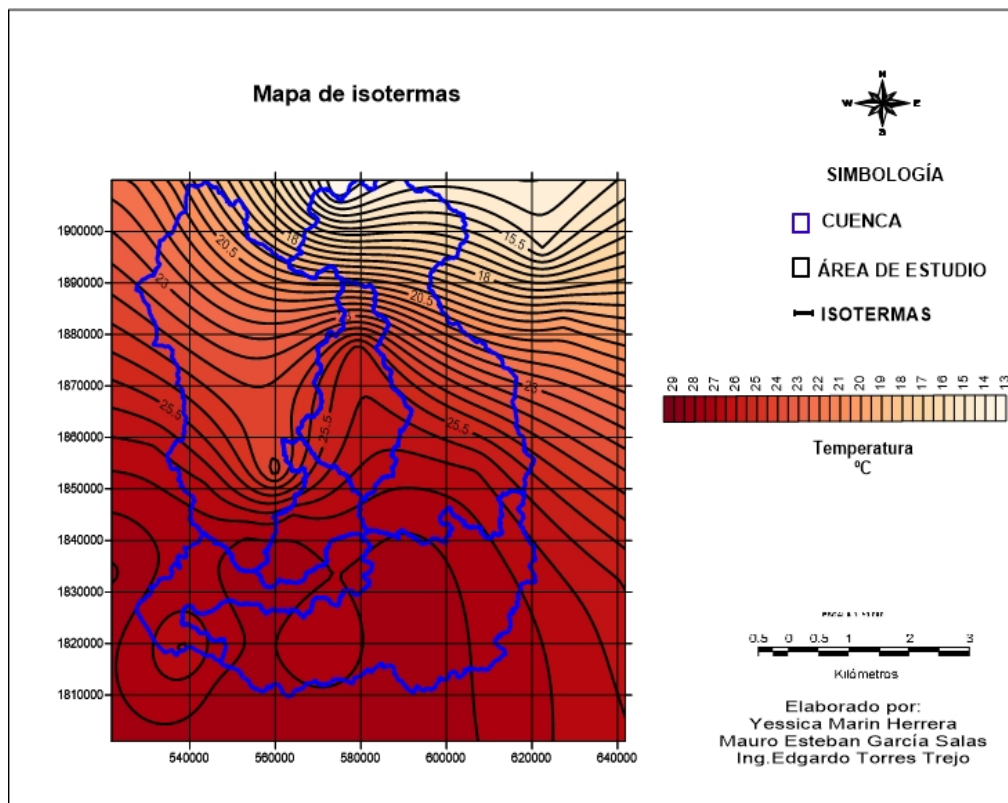 Mapa de isotermas
N
W
E
S
SIMBOLOGÍA
CUENCA
ÁREA DE ESTUDIO
ISOTERMAS
1900000
1890000
1880000
1870000
1860000
1850000
1840000
1830000
1820000
1810000
540000
560000
580000
600000
620000
640000
20.5
18
15.5
18
23
20.5
23
25.5
25.5
25.5
29
28
27
26
25
24
23
22
21
20
19
18
17
16
15
14
13
Temperatura
ºC
0.5 0 0.5 1 2 3
Kilómetros
Elaborado por:
Yessica Marin Herrera
Mauro Esteban García Salas
Ing.Edgardo Torres Trejo